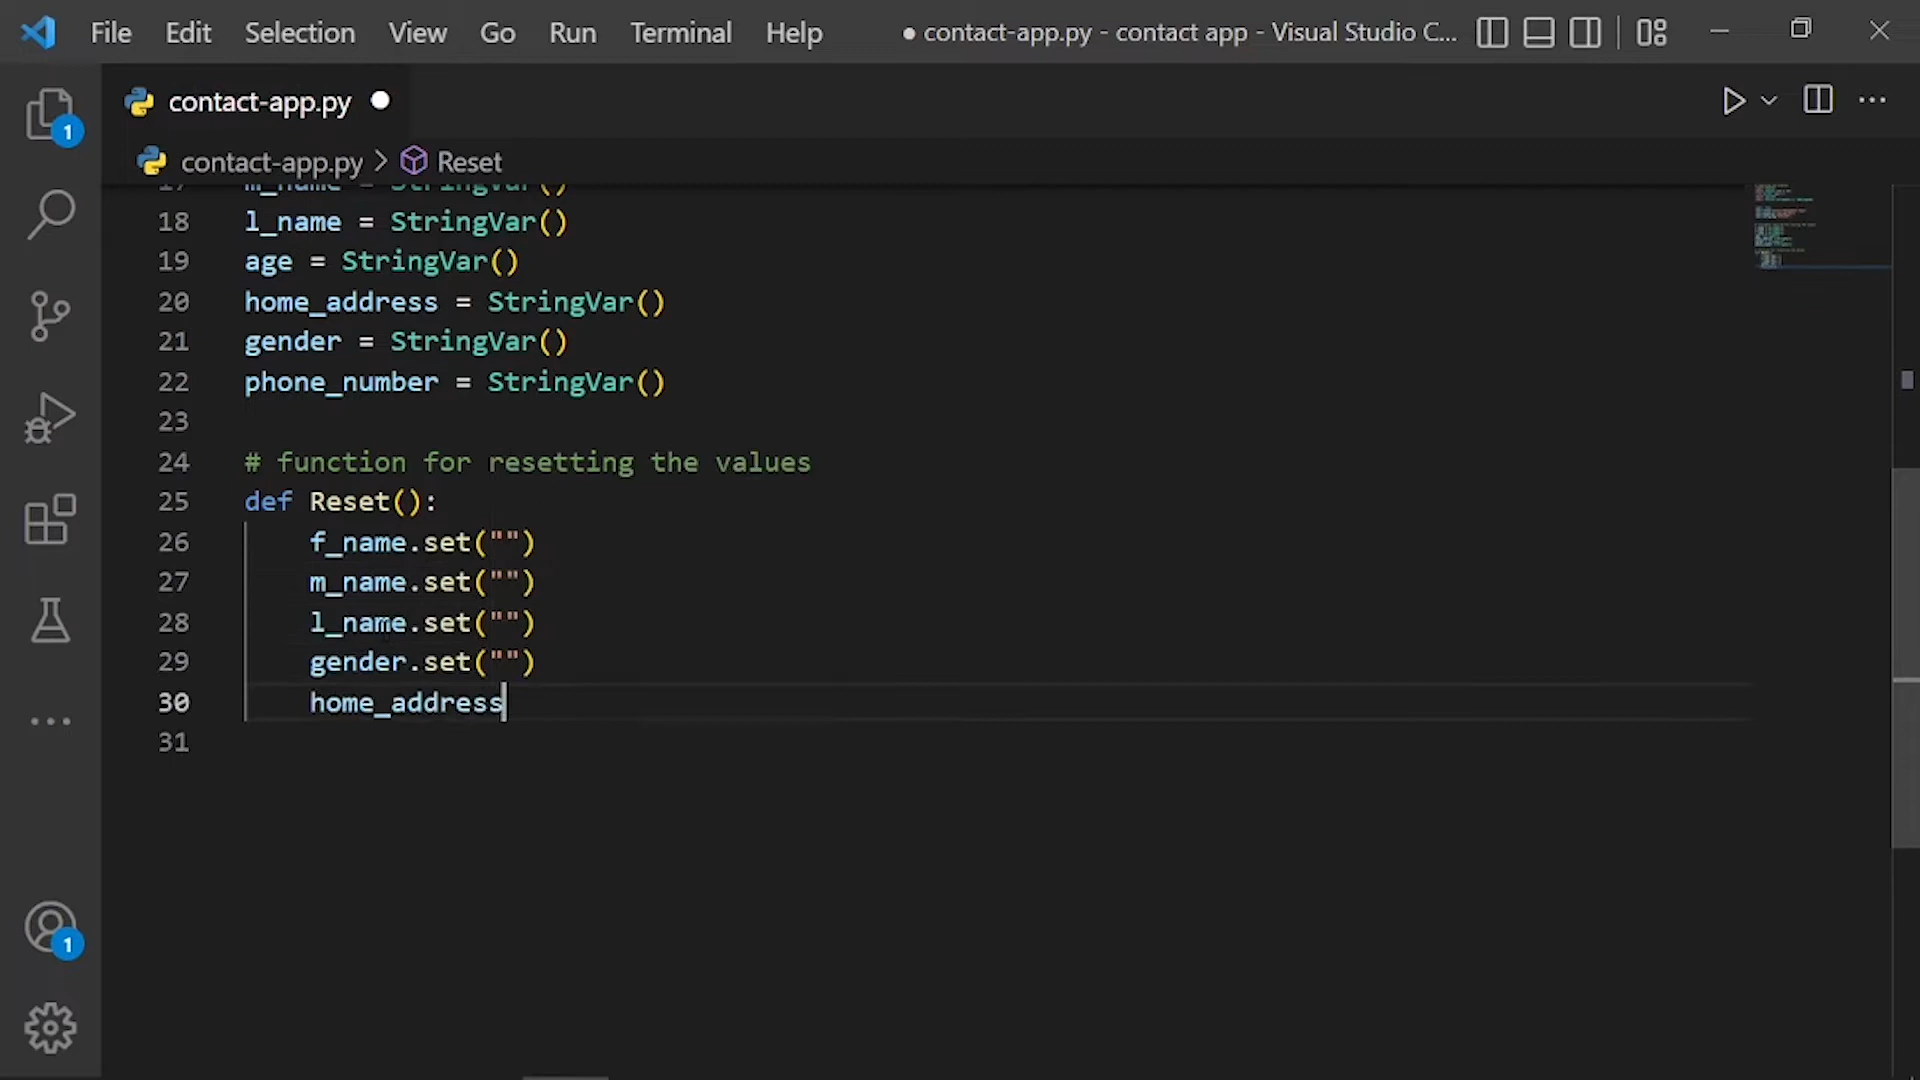 File Edit Selection View Go Run Terminal Help ● contact-app.py - contact app - Visual Studio C...
contact-app.py ●
1
contact-app.py > Reset
17 m_name = StringVar()
18 l_name = StringVar()
19 age = StringVar()
20 home_address = StringVar()
21 gender = StringVar()
22 phone_number = StringVar()
23
24 # function for resetting the values
25 def Reset():
26 f_name.set("")
27 m_name.set("")
28 l_name.set("")
29 gender.set("")
30 home_address
31
1